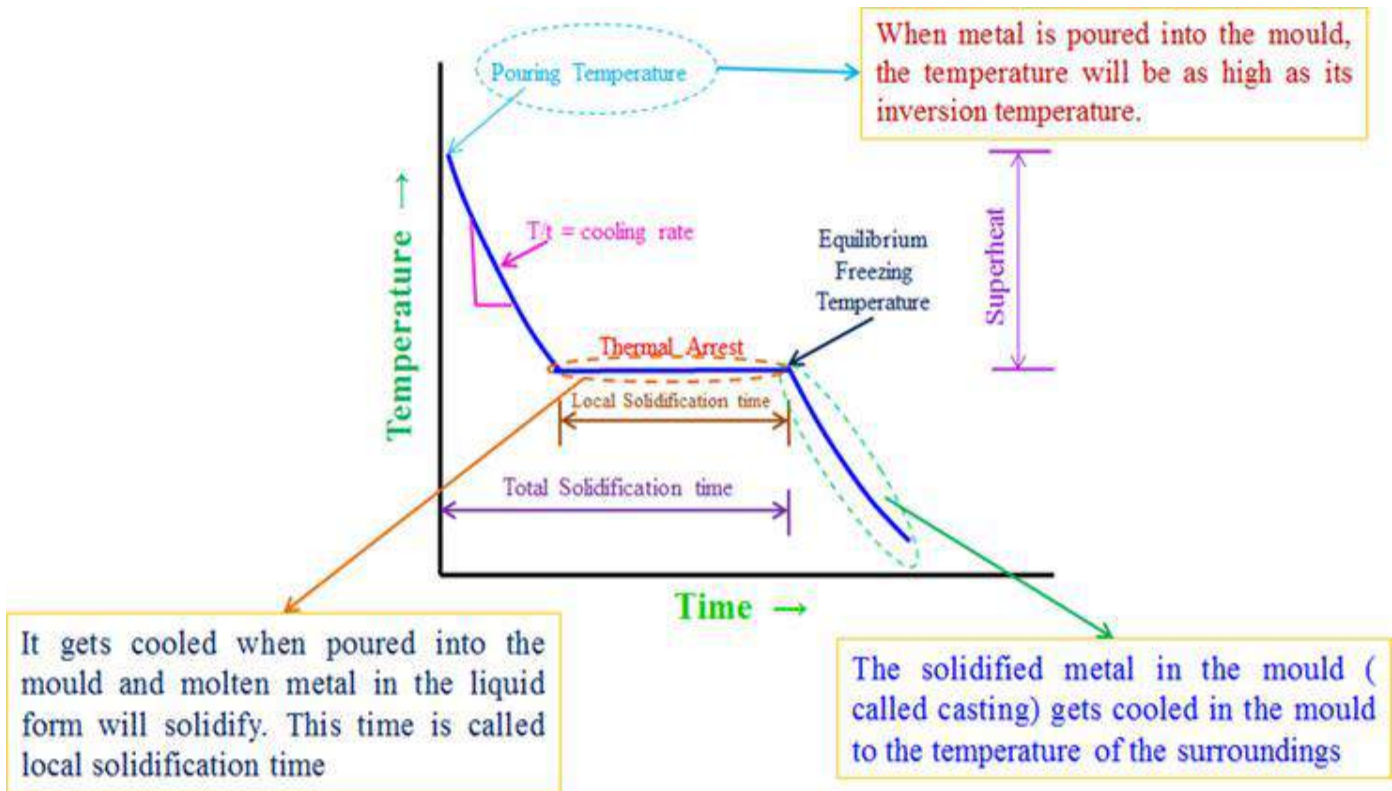 When metal is poured into the mould,
the temperature will be as high as its
inversion temperature.
Pouring Temperature
Temperature →
T/t = cooling rate
Equilibrium
Freezing
Temperature
Superheat
Thermal Arrest
Local Solidification time
Total Solidification time
Time →
It gets cooled when poured into the
mould and molten metal in the liquid
form will solidify. This time is called
local solidification time
The solidified metal in the mould (
called casting) gets cooled in the mould
to the temperature of the surroundings